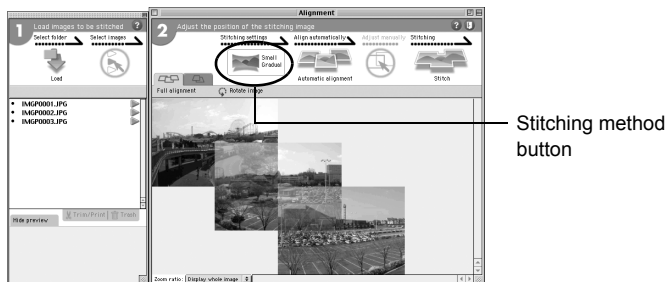 1 Load images to be stitched ?
Select folder
Select images
Load
IMGP0001.JPG
IMGP0002.JPG
IMGP0003.JPG
Hide preview
Trim/Print
Trash
Alignment
2 Adjust the position of the stitching image ?
Stitching settings
Align automatically
Adjust manually
Stitching
Small
Gradual
Automatic alignment
Stitch
Full alignment
Rotate image
Stitching method
button
Zoom ratio: Display whole image